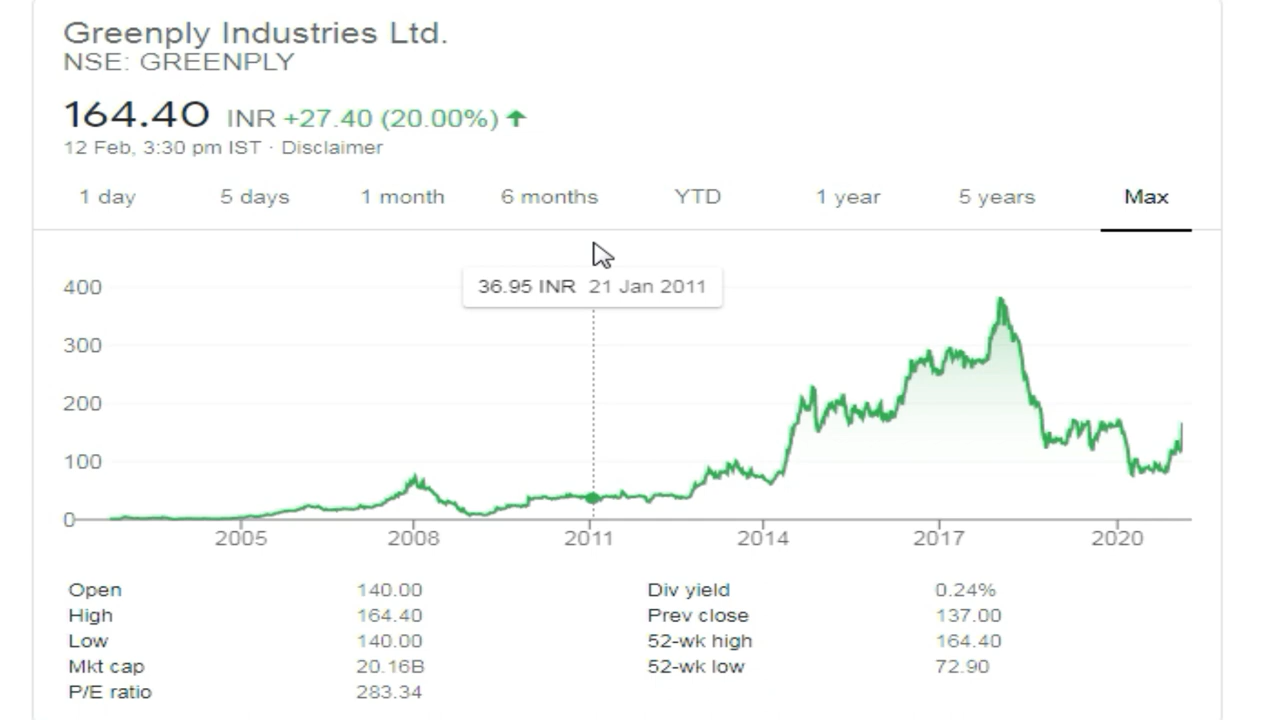 Greenply Industries Ltd.
NSE: GREENPLY
164.40 INR +27.40 (20.00%) ↑
12 Feb, 3:30 pm IST · Disclaimer
1 day 5 days 1 month 6 months YTD 1 year 5 years Max
36.95 INR 21 Jan 2011
400
300
200
100
0
2005 2008 2011 2014 2017 2020
Open 140.00 Div yield 0.24%
High 164.40 Prev close 137.00
Low 140.00 52-wk high 164.40
Mkt cap 20.16B 52-wk low 72.90
P/E ratio 283.34